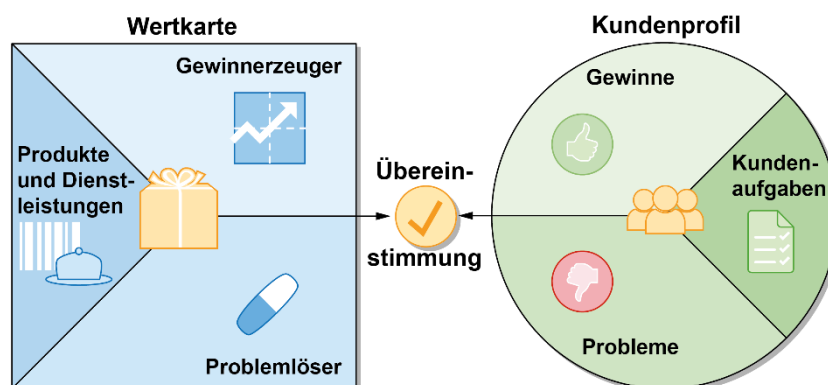 Wertkarte
Gewinnerzeuger
Produkte
und Dienst-
leistungen
Problemlöser
Überein-
stimmung
Kundenprofil
Gewinne
Kunden-
aufgaben
Probleme